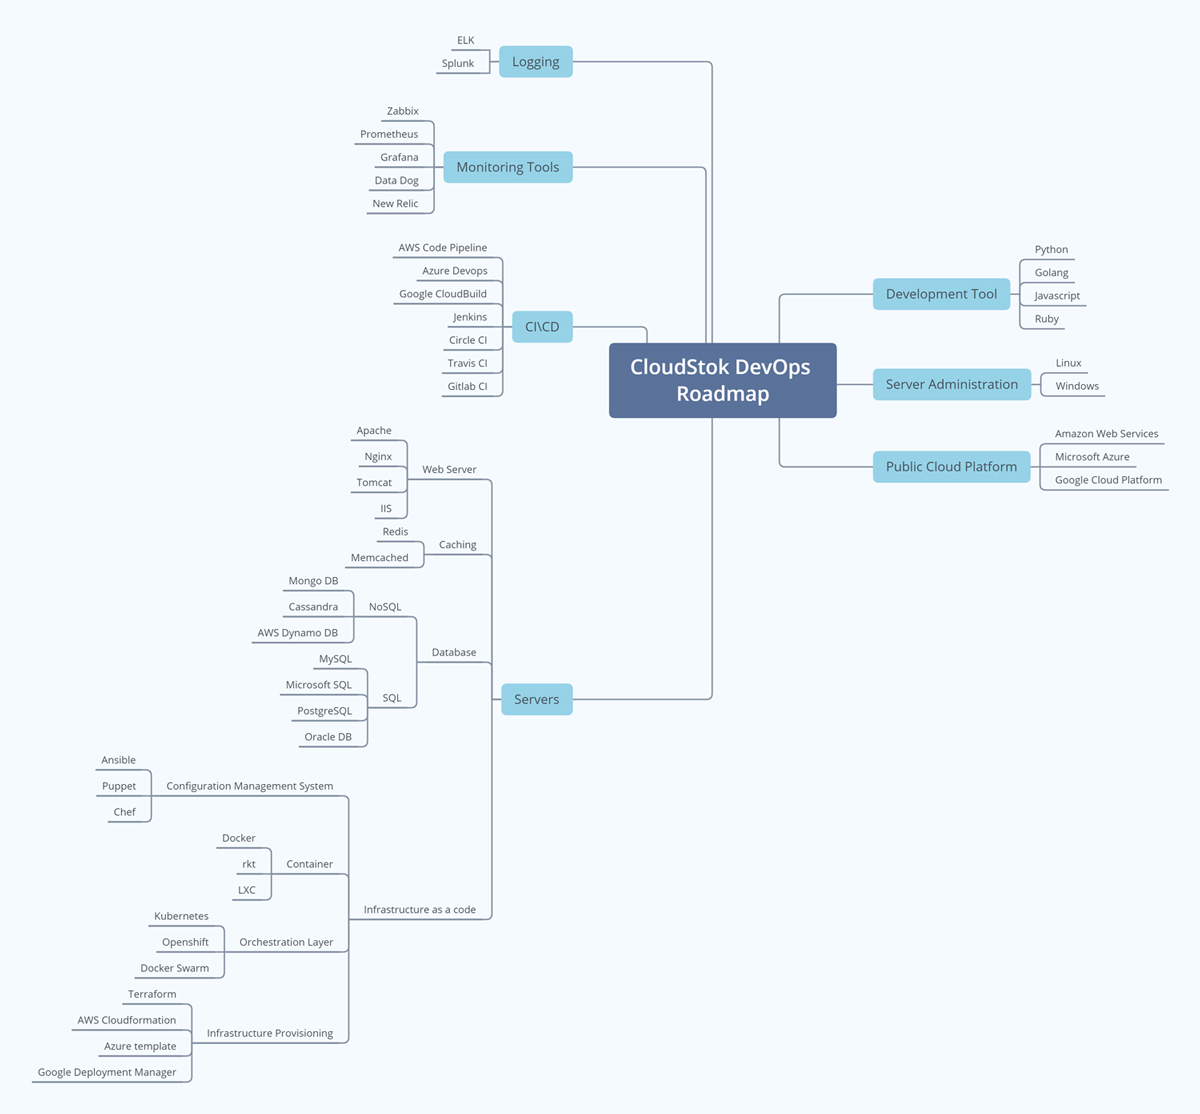 ELK
Splunk
Logging
Zabbix
Prometheus
Grafana
Data Dog
New Relic
Monitoring Tools
AWS Code Pipeline
Azure Devops
Google CloudBuild
Jenkins
Circle CI
Travis CI
Gitlab CI
CI\CD
CloudStok DevOps
Roadmap
Development Tool
Python
Golang
Javascript
Ruby
Server Administration
Linux
Windows
Public Cloud Platform
Amazon Web Services
Microsoft Azure
Google Cloud Platform
Apache
Nginx
Tomcat
IIS
Web Server
Redis
Memcached
Caching
Mongo DB
Cassandra
AWS Dynamo DB
NoSQL
Database
MySQL
Microsoft SQL
PostgreSQL
Oracle DB
SQL
Servers
Ansible
Puppet
Chef
Configuration Management System
Docker
rkt
LXC
Container
Infrastructure as a code
Kubernetes
Openshift
Docker Swarm
Orchestration Layer
Terraform
AWS Cloudformation
Azure template
Google Deployment Manager
Infrastructure Provisioning